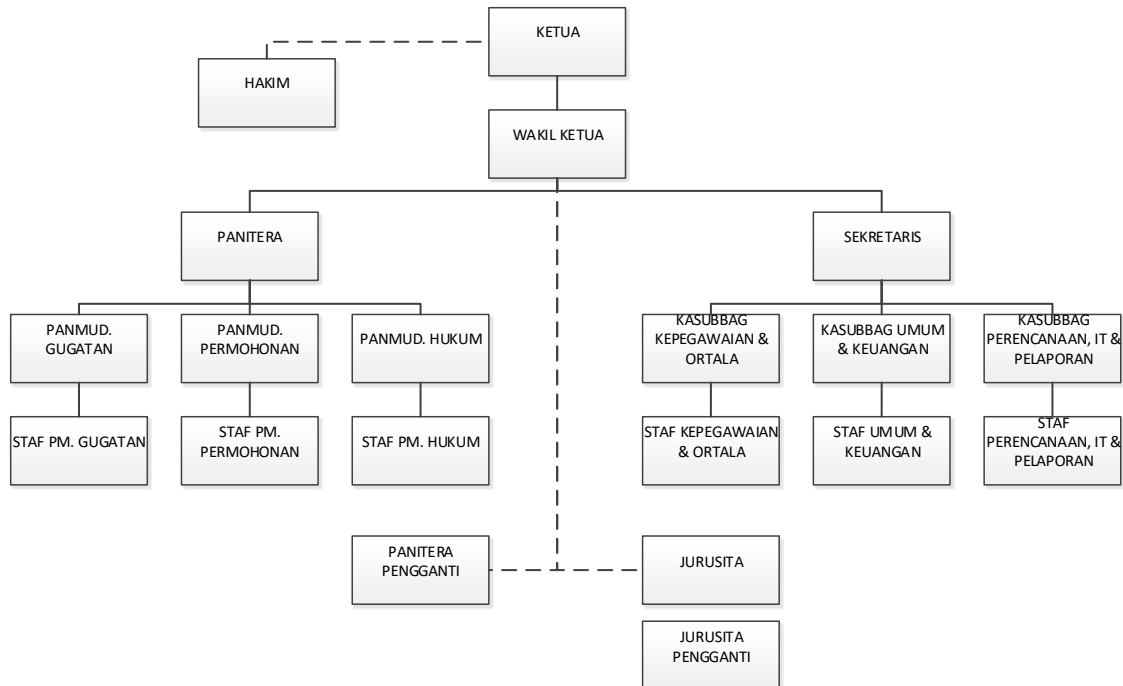 KETUA
HAKIM
WAKIL KETUA
PANITERA
SEKRETARIS
PANMUD.
GUGATAN
PANMUD.
PERMOHONAN
PANMUD. HUKUM
KASUBBAG
KEPEGAWAIAN &
ORTALA
KASUBBAG UMUM
& KEUANGAN
KASUBBAG
PERENCANAAN, IT &
PELAPORAN
STAF PM. GUGATAN
STAF PM.
PERMOHONAN
STAF PM. HUKUM
STAF KEPEGAWAIAN
& ORTALA
STAF UMUM &
KEUANGAN
STAF
PERENCANAAN, IT &
PELAPORAN
PANITERA
PENGGANTI
JURUSITA
JURUSITA
PENGGANTI